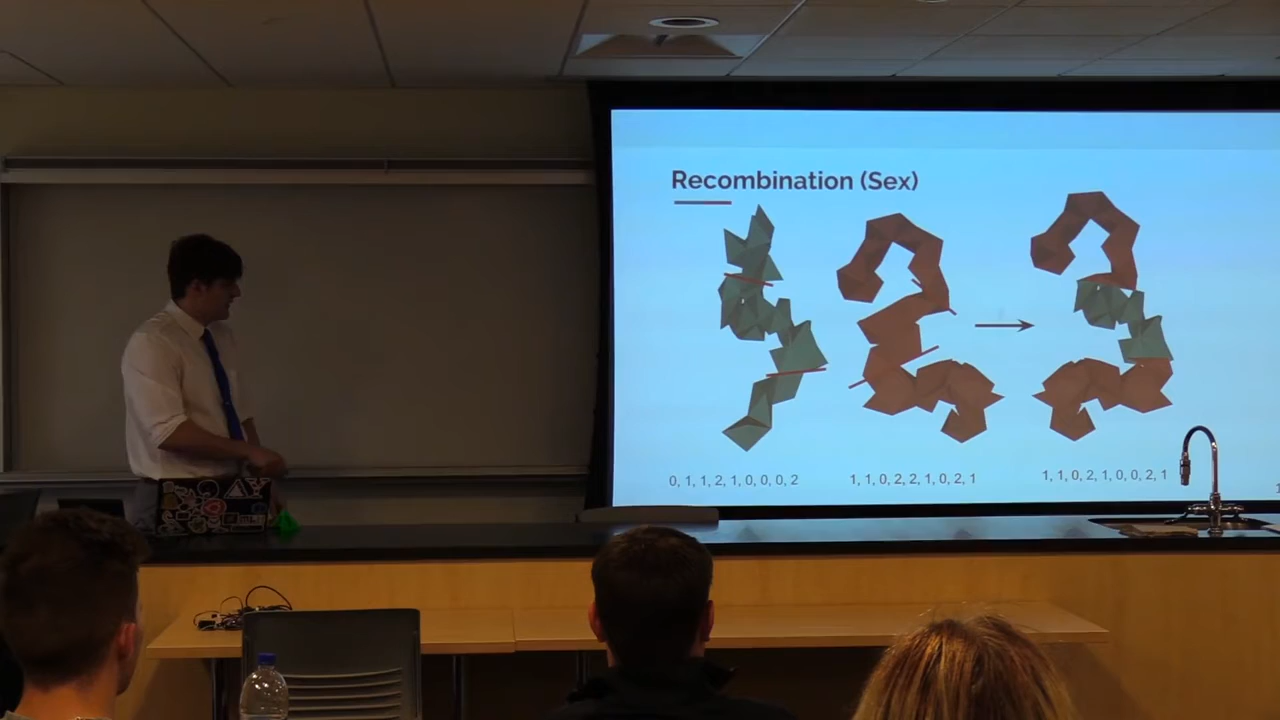 Recombination (Sex)
0, 1, 1, 2, 1, 0, 0, 0, 2
1, 1, 0, 2, 2, 1, 0, 2, 1
1, 1, 0, 2, 1, 0, 0, 2, 1